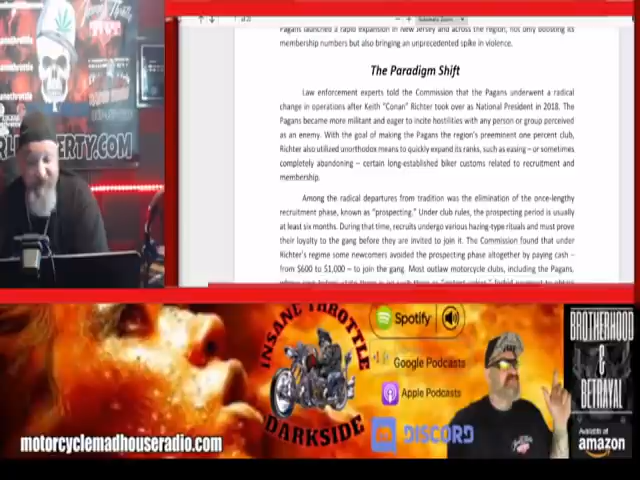 1 of 21
Automatic Zoom
Pagans launched a rapid expansion in New Jersey and across the region, not only boosting its
membership numbers but also bringing an unprecedented spike in violence.
The Paradigm Shift
Law enforcement experts told the Commission that the Pagans underwent a radical
change in operations after Keith "Conan" Richter took over as National President in 2018. The
Pagans became more militant and eager to incite hostilities with any person or group perceived
as an enemy. With the goal of making the Pagans the region's preeminent one percent club,
Richter also utilized unorthodox means to quickly expand its ranks, such as easing – or sometimes
completely abandoning – certain long-established biker customs related to recruitment and
membership.
Among the radical departures from tradition was the elimination of the once-lengthy
recruitment phase, known as "prospecting." Under club rules, the prospecting period is usually
at least six months. During that time, recruits undergo various hazing-type rituals and must prove
their loyalty to the gang before they are invited to join it. The Commission found that under
Richter's regime some newcomers avoided the prospecting phase altogether by paying cash –
from $600 to $1,000 – to join the gang. Most outlaw motorcycle clubs, including the Pagans,
ERTY.COM
INSANE THROTTLE
DARKSIDE
Spotify
Google Podcasts
Apple Podcasts
DISCORD
BROTHERHOOD
&
BETRAYAL
Available at
amazon
motorcyclemadhouseradio.com